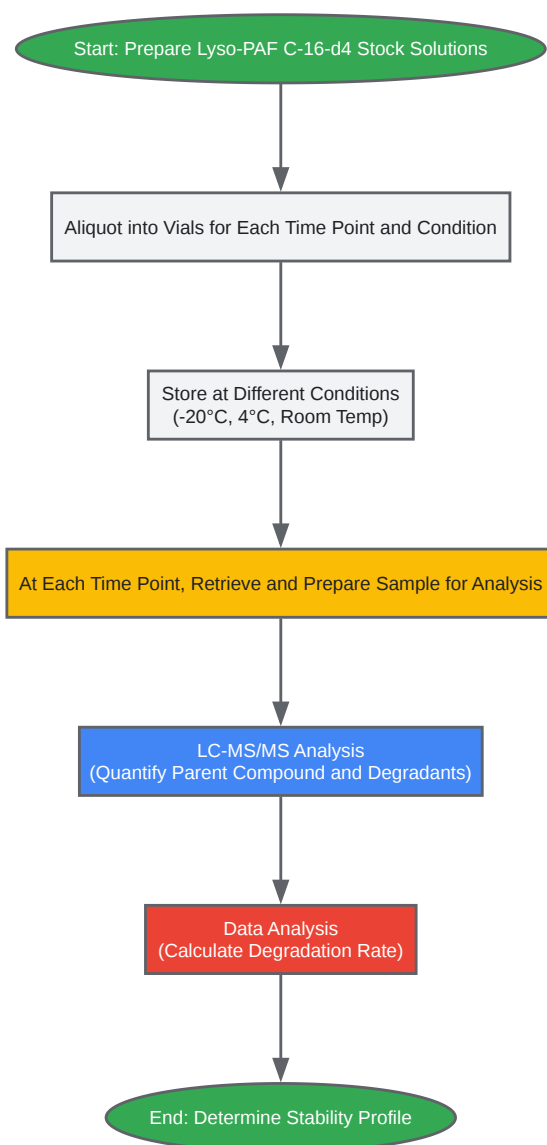 Start: Prepare Lyso-PAF C-16-d4 Stock Solutions
Aliquot into Vials for Each Time Point and Condition
Store at Different Conditions
(-20°C, 4°C, Room Temp)
At Each Time Point, Retrieve and Prepare Sample for Analysis
LC-MS/MS Analysis
(Quantify Parent Compound and Degradants)
Data Analysis
(Calculate Degradation Rate)
End: Determine Stability Profile